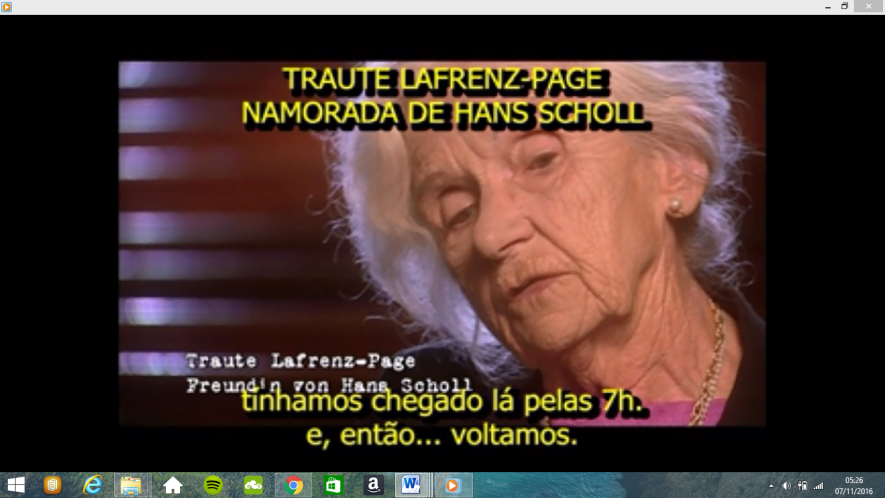 TRAUTE LAFRENZ-PAGE
NAMORADA DE HANS SCHOLL
Traute Lafrenz-Page
Freundin von Hans Scholl
tínhamos chegado lá pelas 7h.
e, então... voltamos.
05:26
07/11/2016